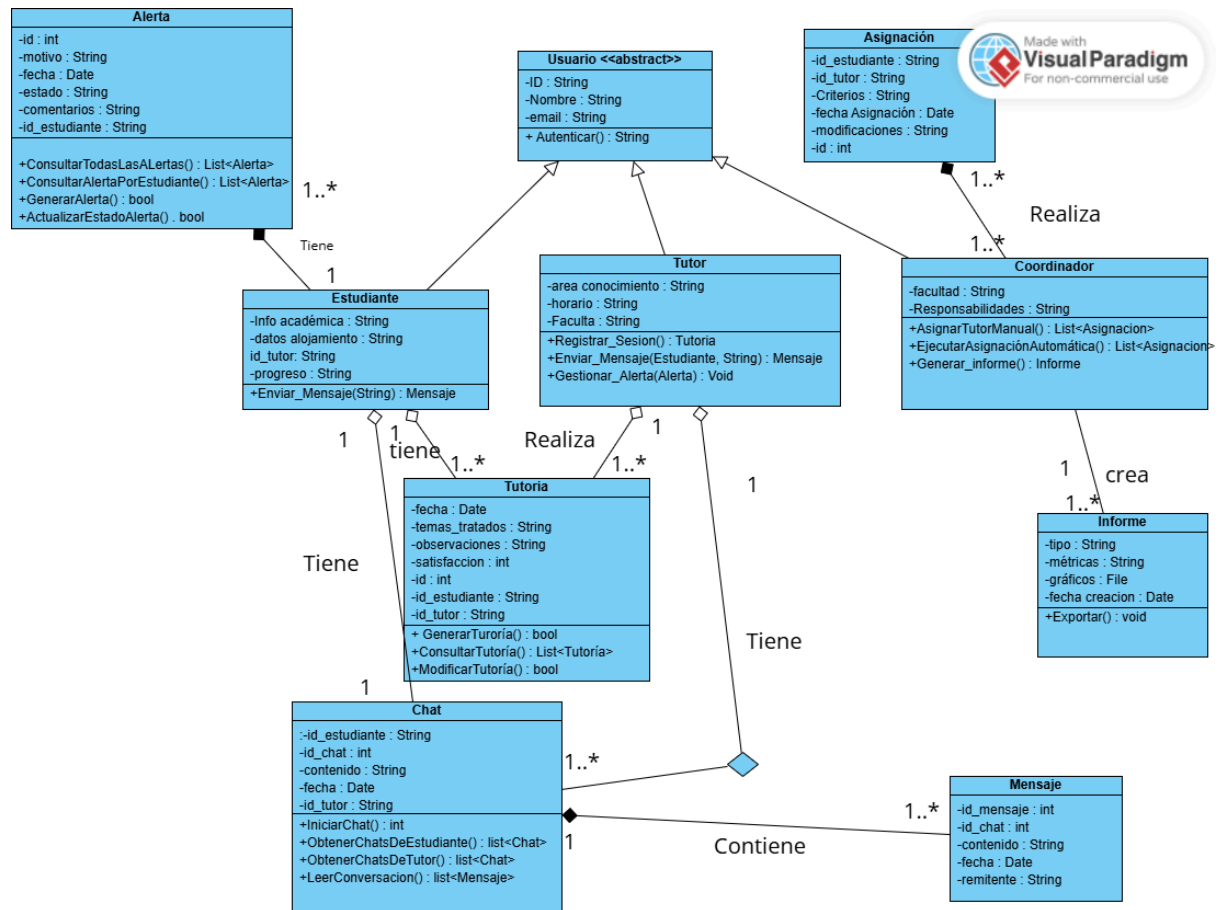 Alerta
-id : int
-motivo : String
-fecha : Date
-estado : String
-comentarios : String
-id_estudiante : String
+ConsultarTodasLasALertas() : List<Alerta>
+ConsultarAlertaPorEstudiante() : List<Alerta>
+GenerarAlerta() : bool
+ActualizarEstadoAlerta() . bool
Usuario <<abstract>>
-ID : String
-Nombre : String
-email : String
+ Autenticar() : String
Asignación
-id_estudiante : String
-id_tutor : String
-Criterios : String
-fecha Asignación : Date
-modificaciones : String
-id : int
Made with
Visual Paradigm
For non-commercial use
1..*
Tiene
1
1..*
Realiza
1..*
Estudiante
-Info académica : String
-datos alojamiento : String
id_tutor: String
-progreso : String
+Enviar_Mensaje(String) : Mensaje
Tutor
-area conocimiento : String
-horario : String
-Faculta : String
+Registrar_Sesion() : Tutoria
+Enviar_Mensaje(Estudiante, String) : Mensaje
+Gestionar_Alerta(Alerta) : Void
Coordinador
-facultad : String
-Responsabilidades : String
+AsignarTutorManual() : List<Asignacion>
+EjecutarAsignaciónAutomática() : List<Asignacion>
+Generar_informe() : Informe
1
1
tiene
1..*
Realiza
1
1..*
1
1
crea
1..*
Tutoria
-fecha : Date
-temas_tratados : String
-observaciones : String
-satisfaccion : int
-id : int
-id_estudiante : String
-id_tutor : String
+ GenerarTuroría() : bool
+ConsultarTutoría() : List<Tutoría>
+ModificarTutoría() : bool
Informe
-tipo : String
-métricas : String
-gráficos : File
-fecha creacion : Date
+Exportar() : void
Tiene
1
Tiene
1..*
Chat
:-id_estudiante : String
-id_chat : int
-contenido : String
-fecha : Date
-id_tutor : String
+IniciarChat() : int
+ObtenerChatsDeEstudiante() : list<Chat>
+ObtenerChatsDeTutor() : list<Chat>
+LeerConversacion() : list<Mensaje>
1
Contiene
1..*
Mensaje
-id_mensaje : int
-id_chat : int
-contenido : String
-fecha : Date
-remitente : String